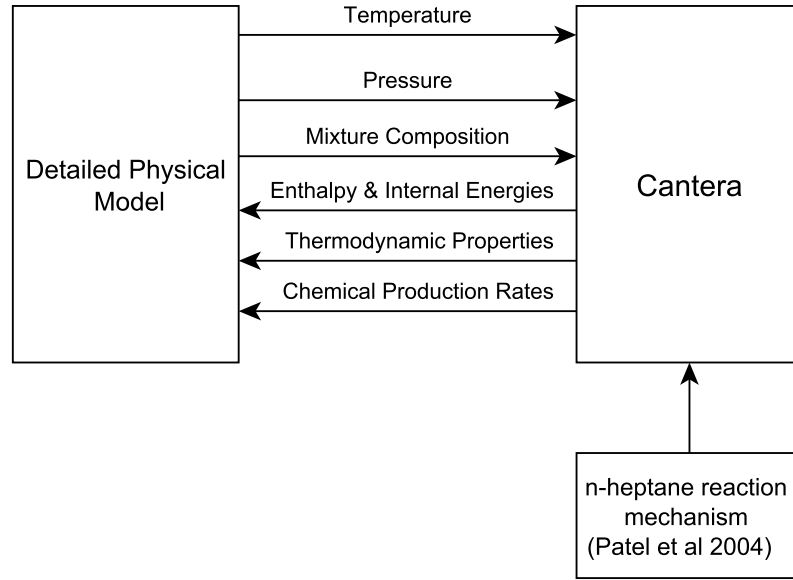 Temperature
Pressure
Mixture Composition
Detailed Physical
Model
Cantera
Enthalpy & Internal Energies
Thermodynamic Properties
Chemical Production Rates
n-heptane reaction
mechanism
(Patel et al 2004)